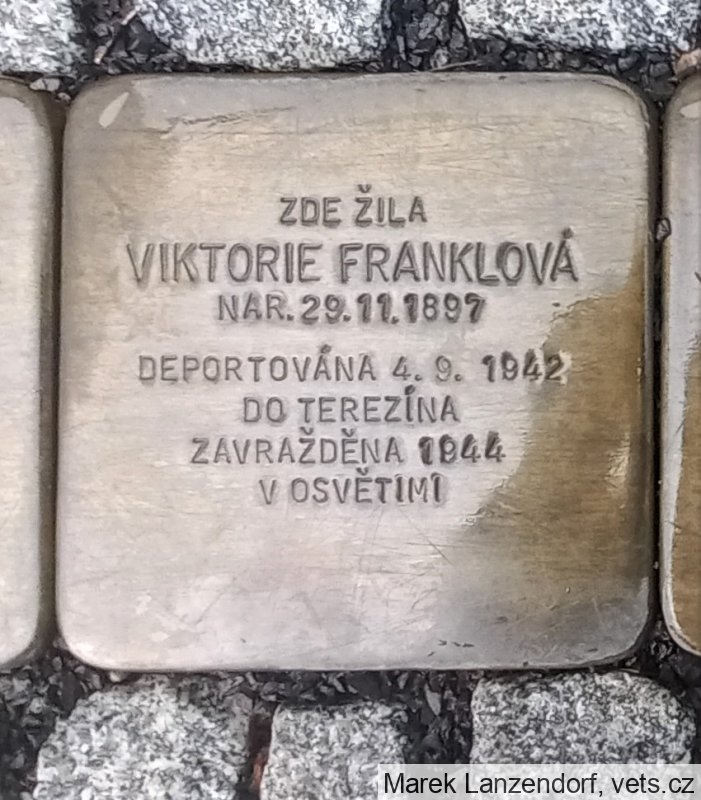 ZDE ŽILA
VIKTORIE FRANKLOVÁ
NAR. 29.11.1897
DEPORTOVÁNA 4. 9. 1942
DO TEREZÍNA
ZAVRAŽDĚNA 1944
V OSVĚTIMI
Marek Lanzendorf, vets.cz